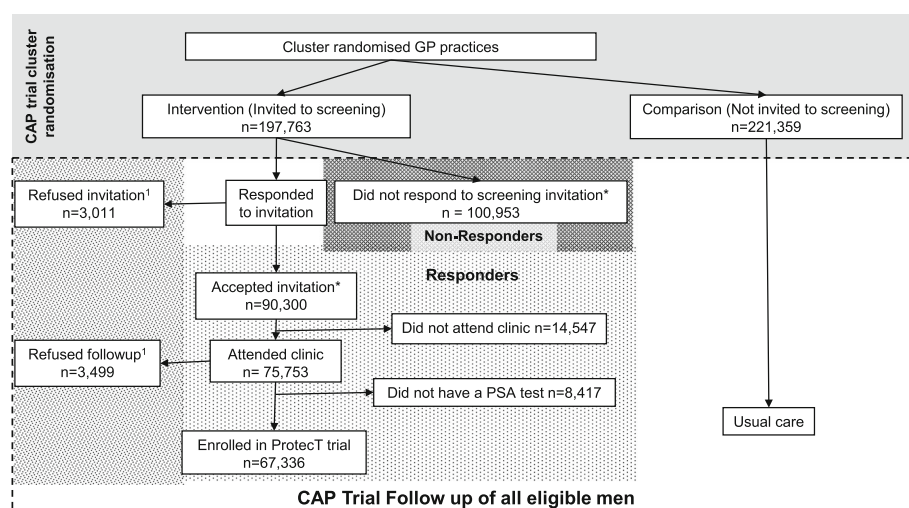 CAP trial cluster
randomisation
Cluster randomised GP practices
Intervention (Invited to screening)
n=197,763
Comparison (Not invited to screening)
n=221,359
Refused invitation¹
n=3,011
Responded
to invitation
Did not respond to screening invitation*
n = 100,953
Non-Responders
Responders
Accepted invitation*
n=90,300
Did not attend clinic n=14,547
Refused followup¹
n=3,499
Attended clinic
n= 75,753
Did not have a PSA test n=8,417
Usual care
Enrolled in ProtecT trial
n=67,336
CAP Trial Follow up of all eligible men